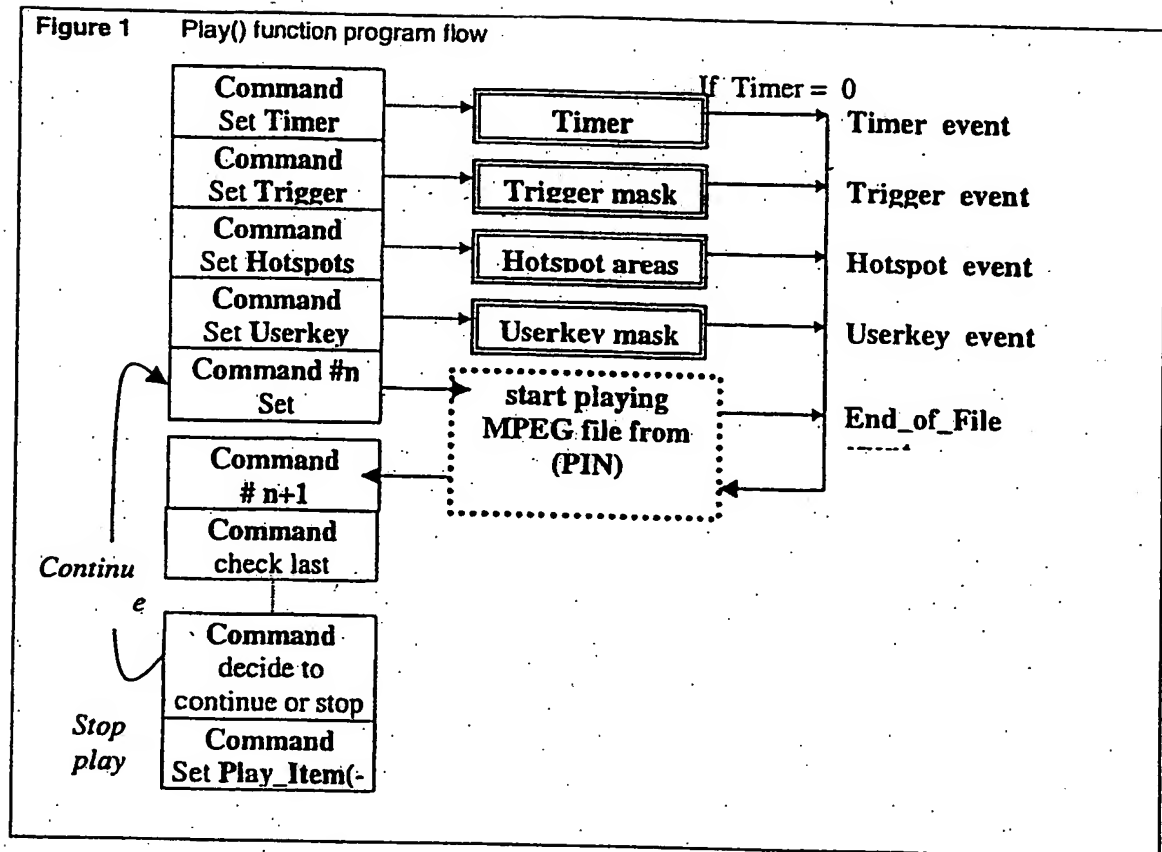 Figure 1 Play() function program flow
If Timer = 0
Command
Set Timer
Timer
Timer event
Command
Set Trigger
Trigger mask
Trigger event
Command
Set Hotspots
Hotspot areas
Hotspot event
Command
Set Userkey
Userkey mask
Userkey event
Command #n
Set
start playing
MPEG file from
(PIN)
End_of_File
Command
# n+1
Command
check last
Continu
e
Command
decide to
continue or stop
Stop
play
Command
Set Play_Item(-